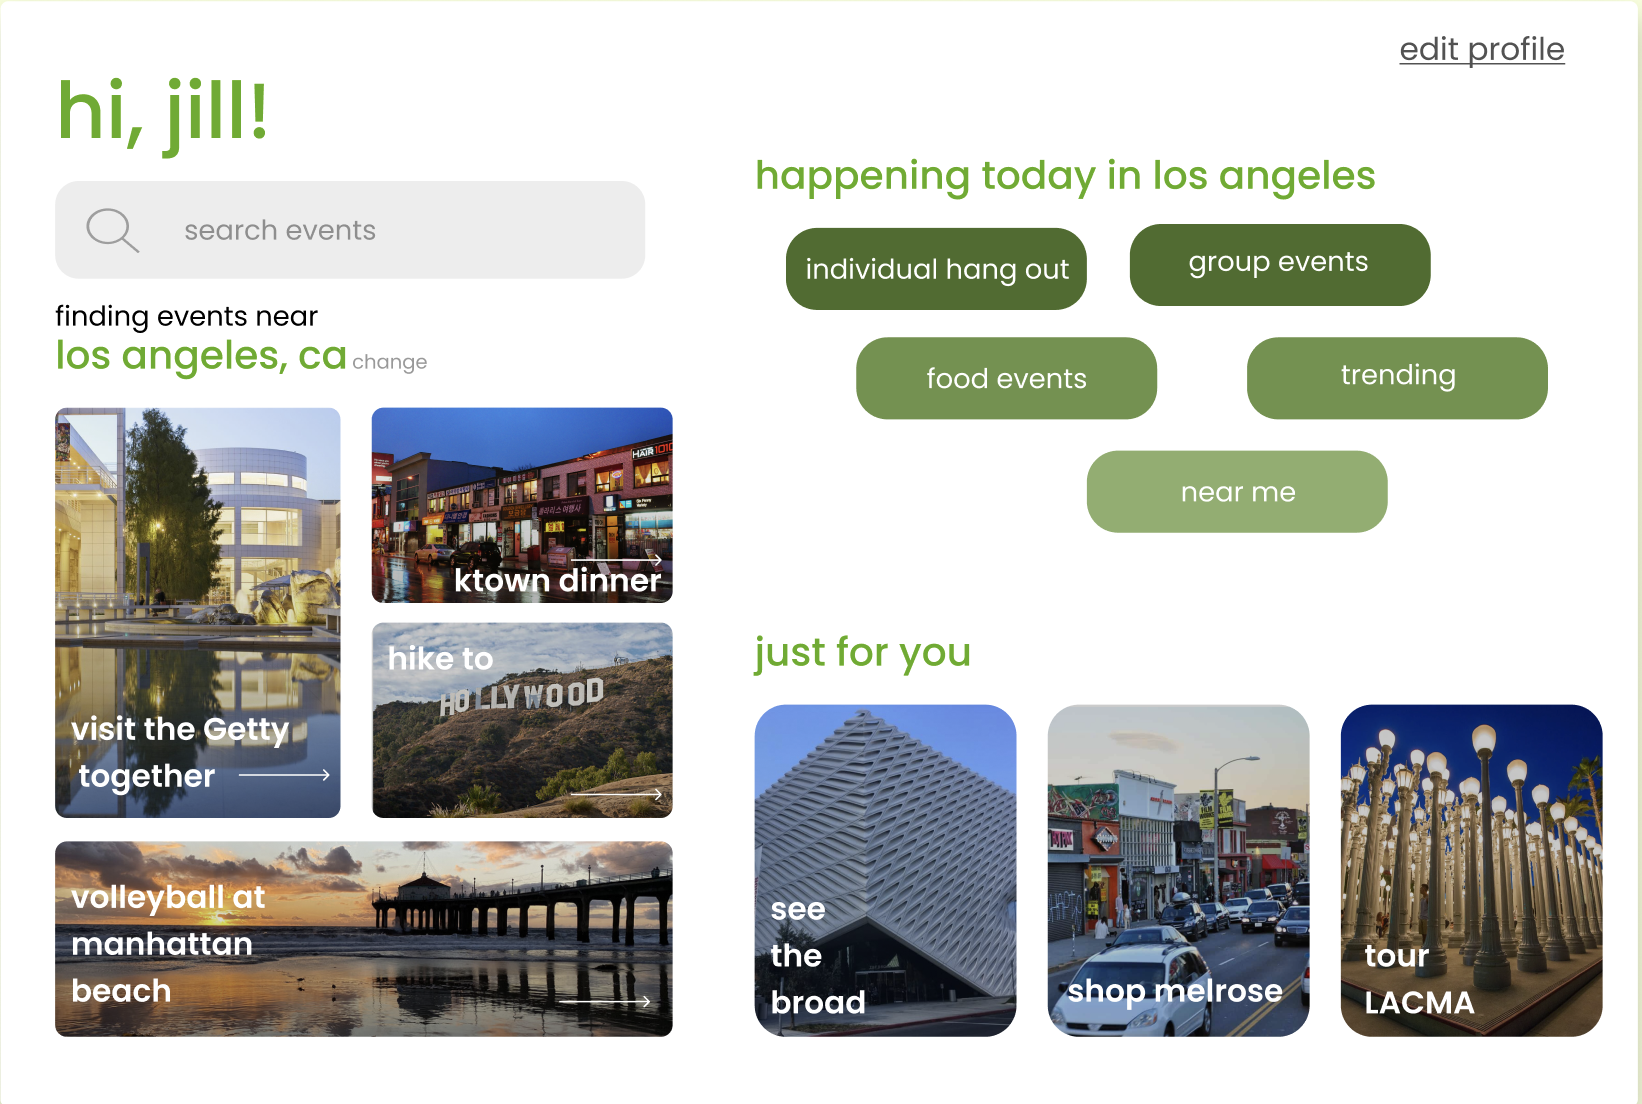 edit profile
hi, jill!
search events
finding events near
los angeles, ca change
HAIR 101
ktown dinner
visit the Getty
together
hike to
HOLLYWOOD
volleyball at
manhattan
beach
happening today in los angeles
individual hang out
group events
food events
trending
near me
just for you
see
the
broad
shop melrose
tour
LACMA